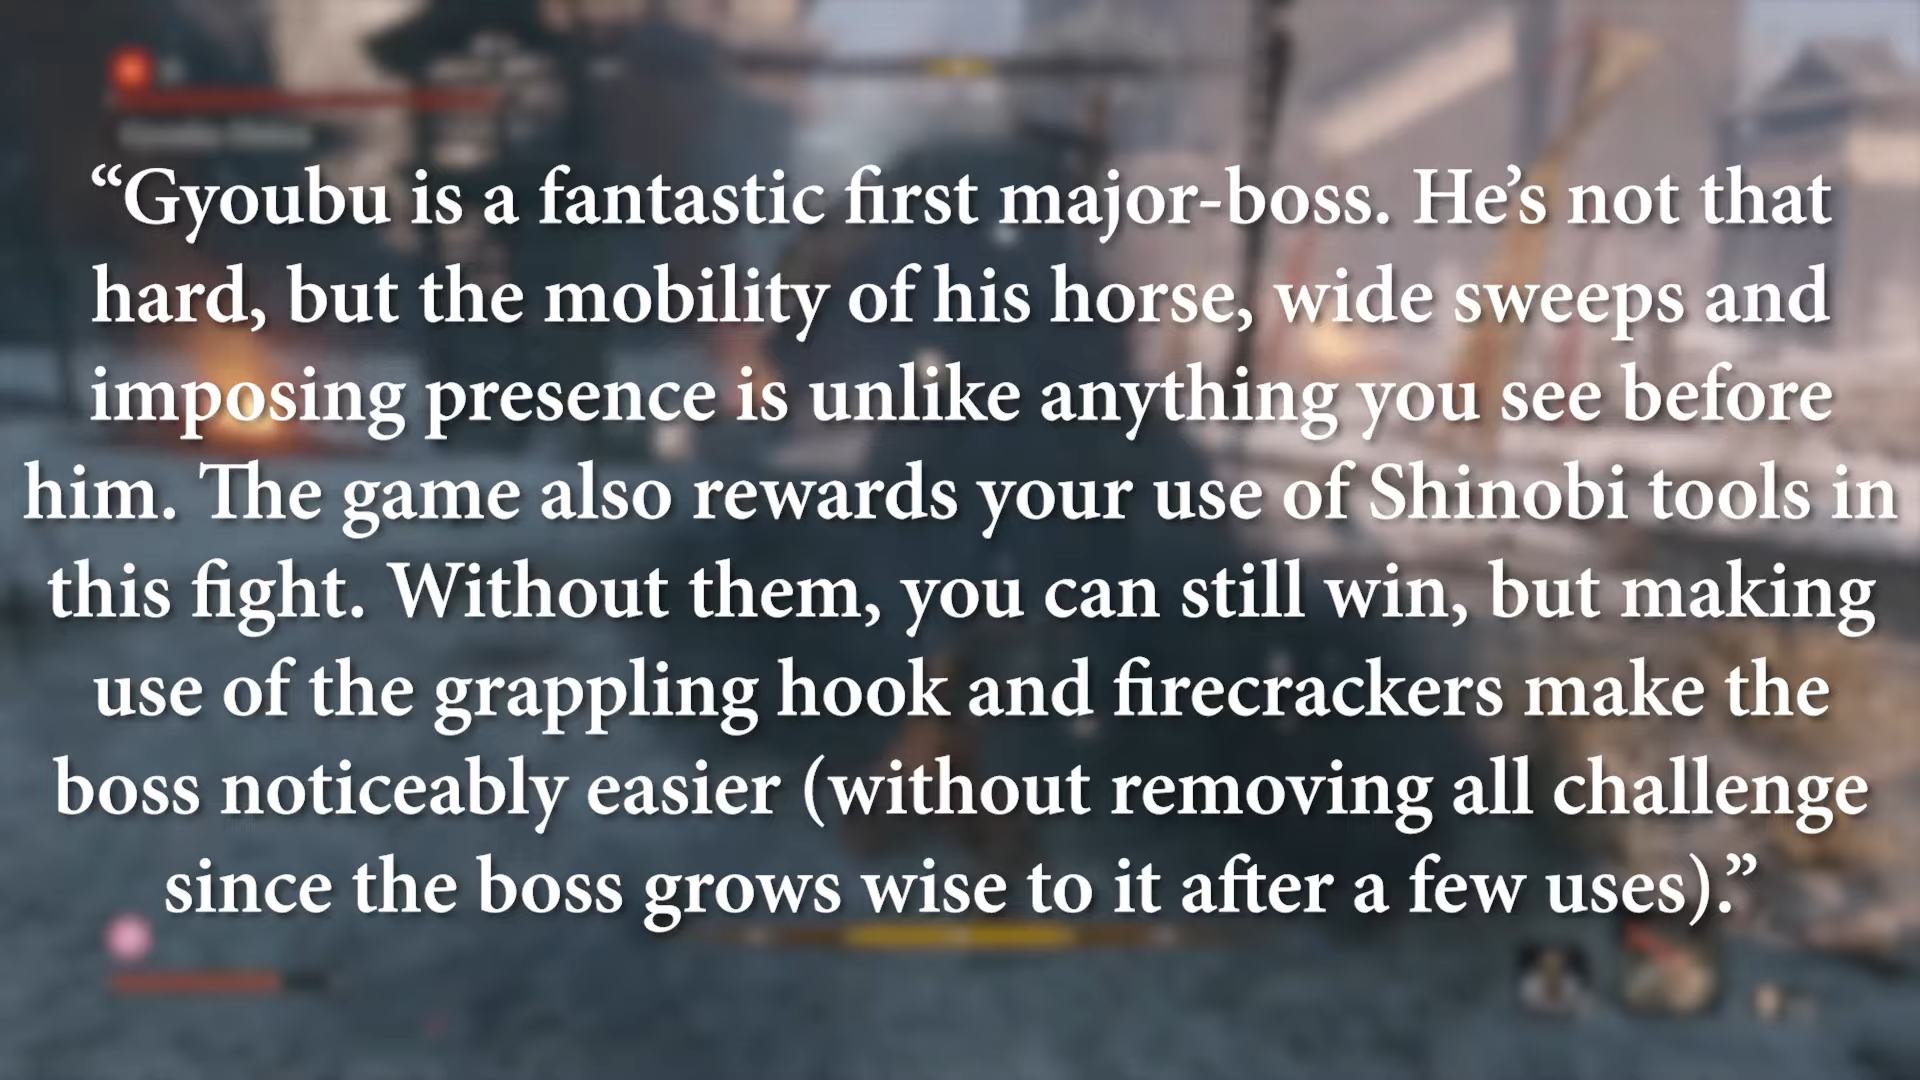 “Gyoubu is a fantastic first major-boss. He’s not that
hard, but the mobility of his horse, wide sweeps and
imposing presence is unlike anything you see before
him. The game also rewards your use of Shinobi tools in
this fight. Without them, you can still win, but making
use of the grappling hook and firecrackers make the
boss noticeably easier (without removing all challenge
since the boss grows wise to it after a few uses).”